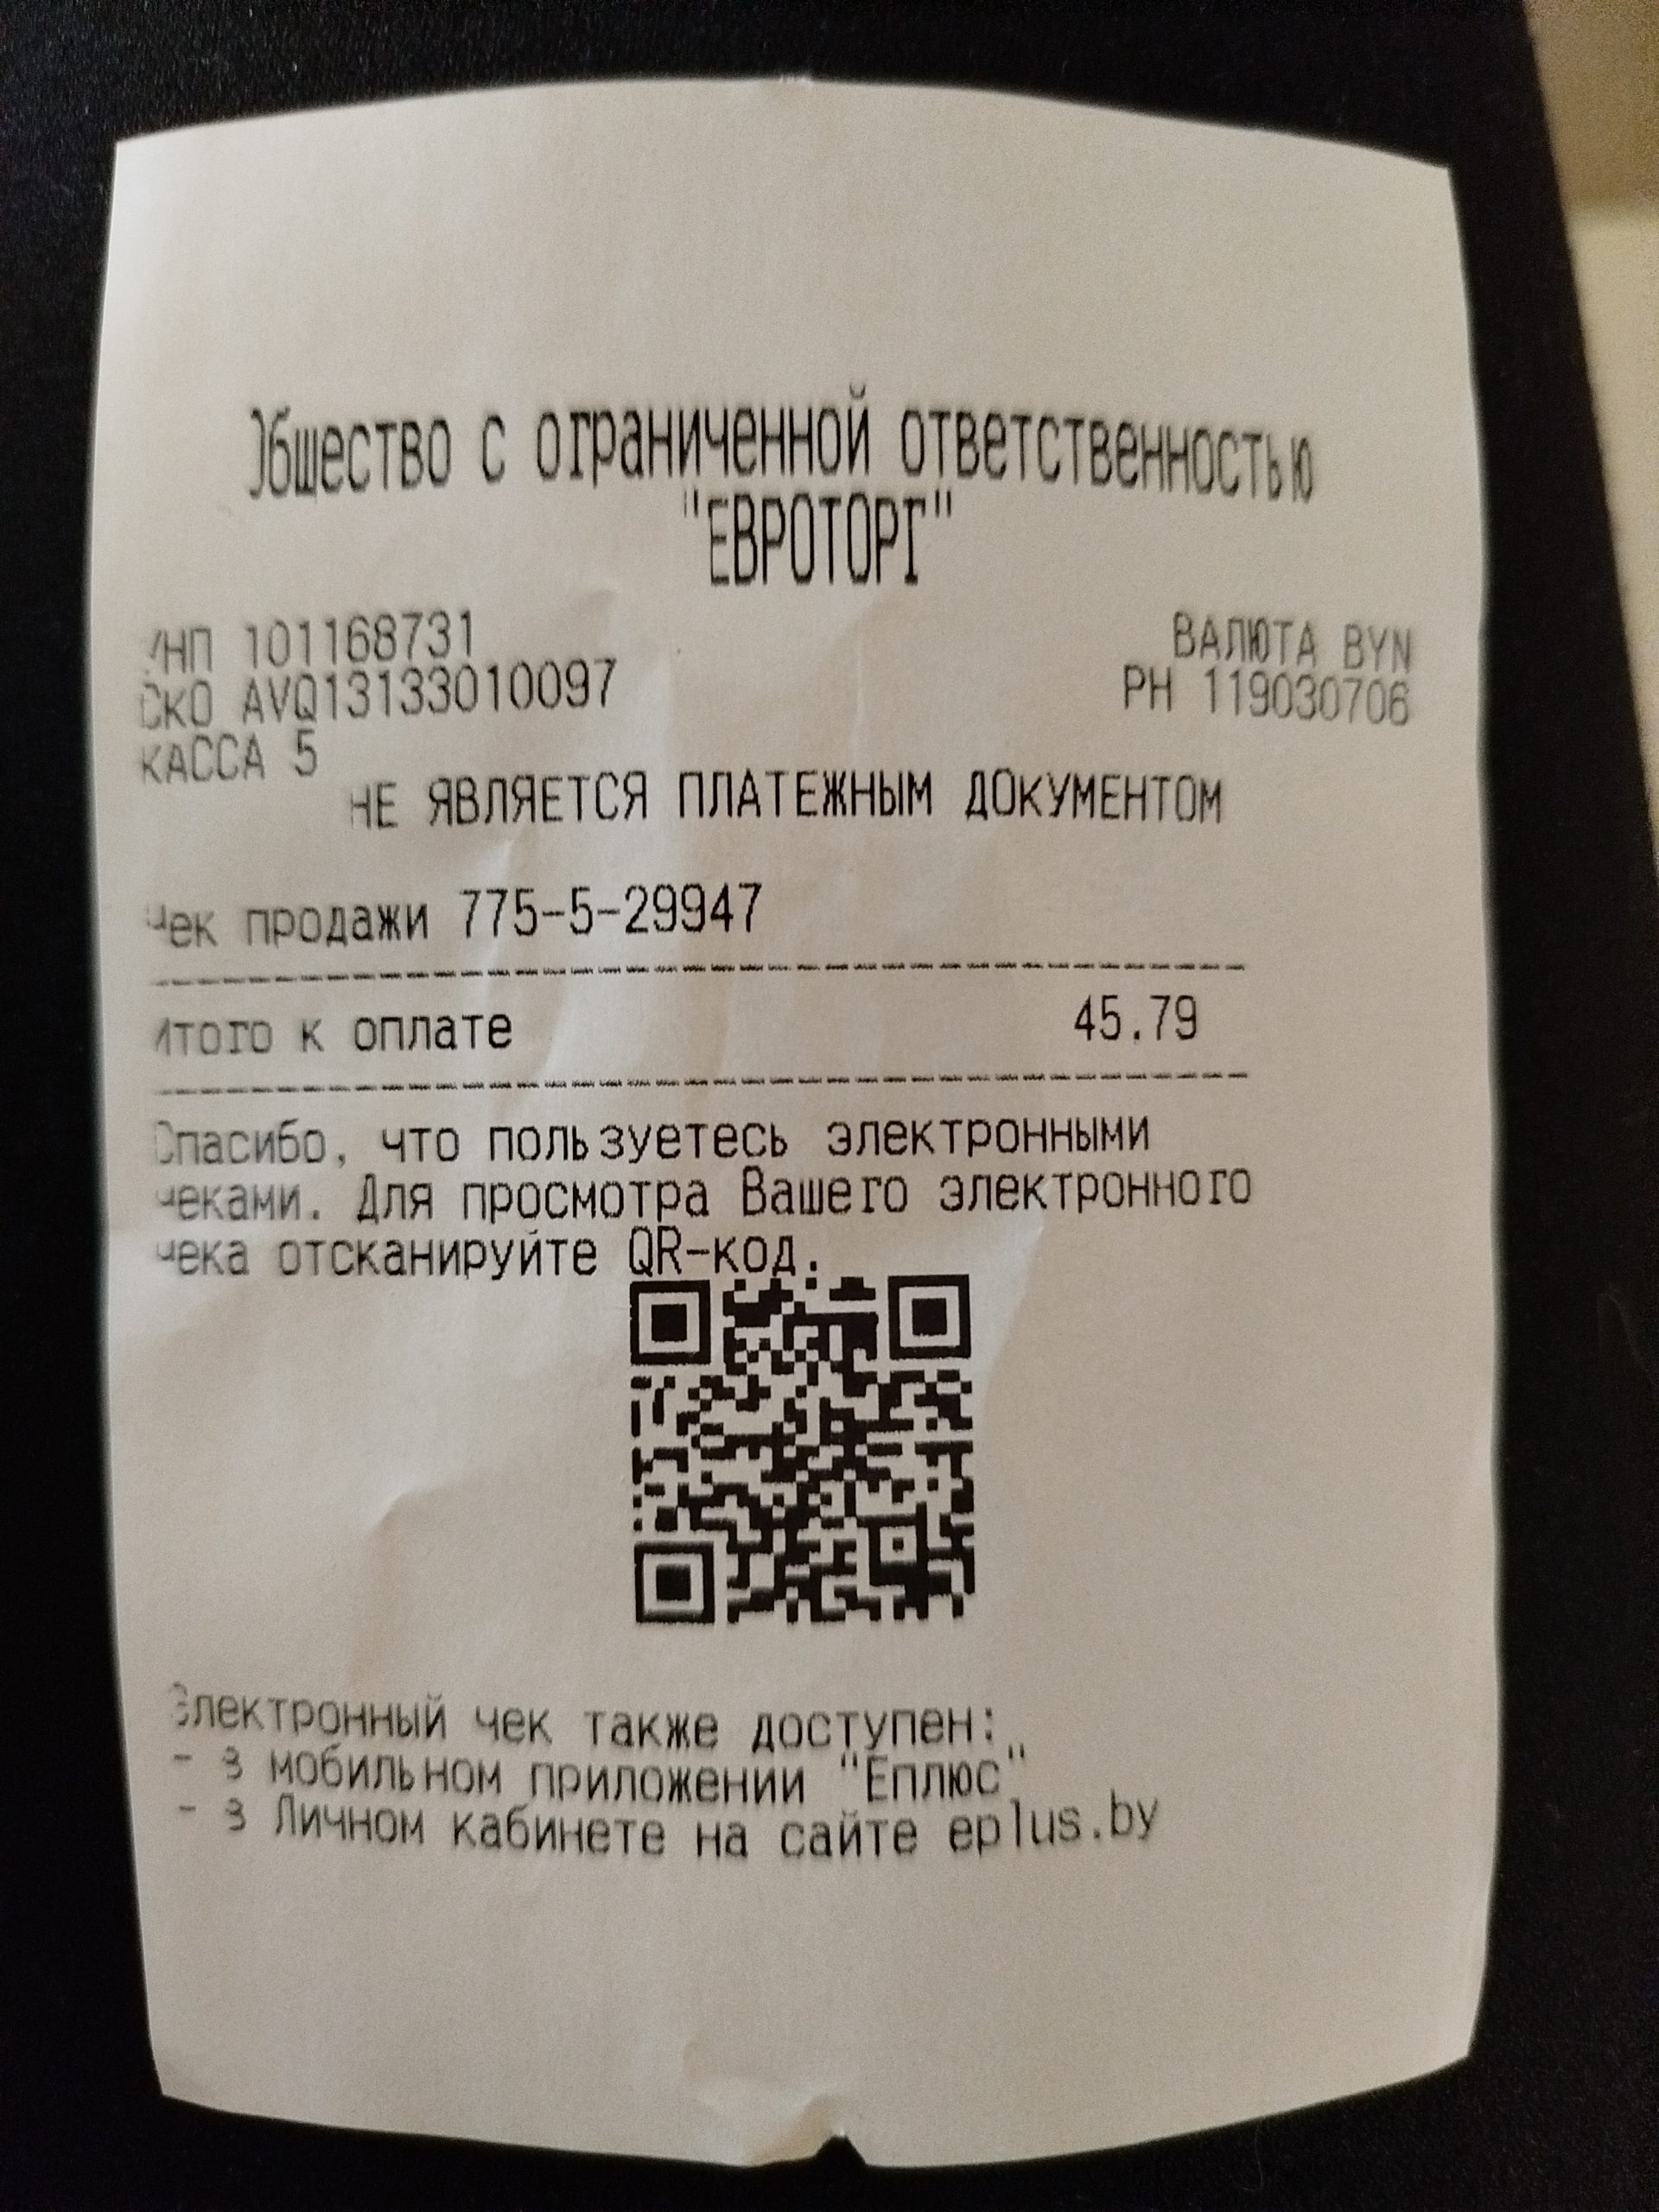 Общество с ограниченной ответственностью
"ЕВРОТОРГ"
УНП 101168731 ВАЛЮТА BYN
СКО AVQ13133010097 РН 119030706
КАССА 5
НЕ ЯВЛЯЕТСЯ ПЛАТЕЖНЫМ ДОКУМЕНТОМ
Чек продажи 775-5-29947
Итого к оплате 45.79
Спасибо, что пользуетесь электронными
чеками. Для просмотра Вашего электронного
чека отсканируйте QR-код.
Электронный чек также доступен:
- в мобильном приложении "Еплюс"
- в Личном кабинете на сайте eplus.by